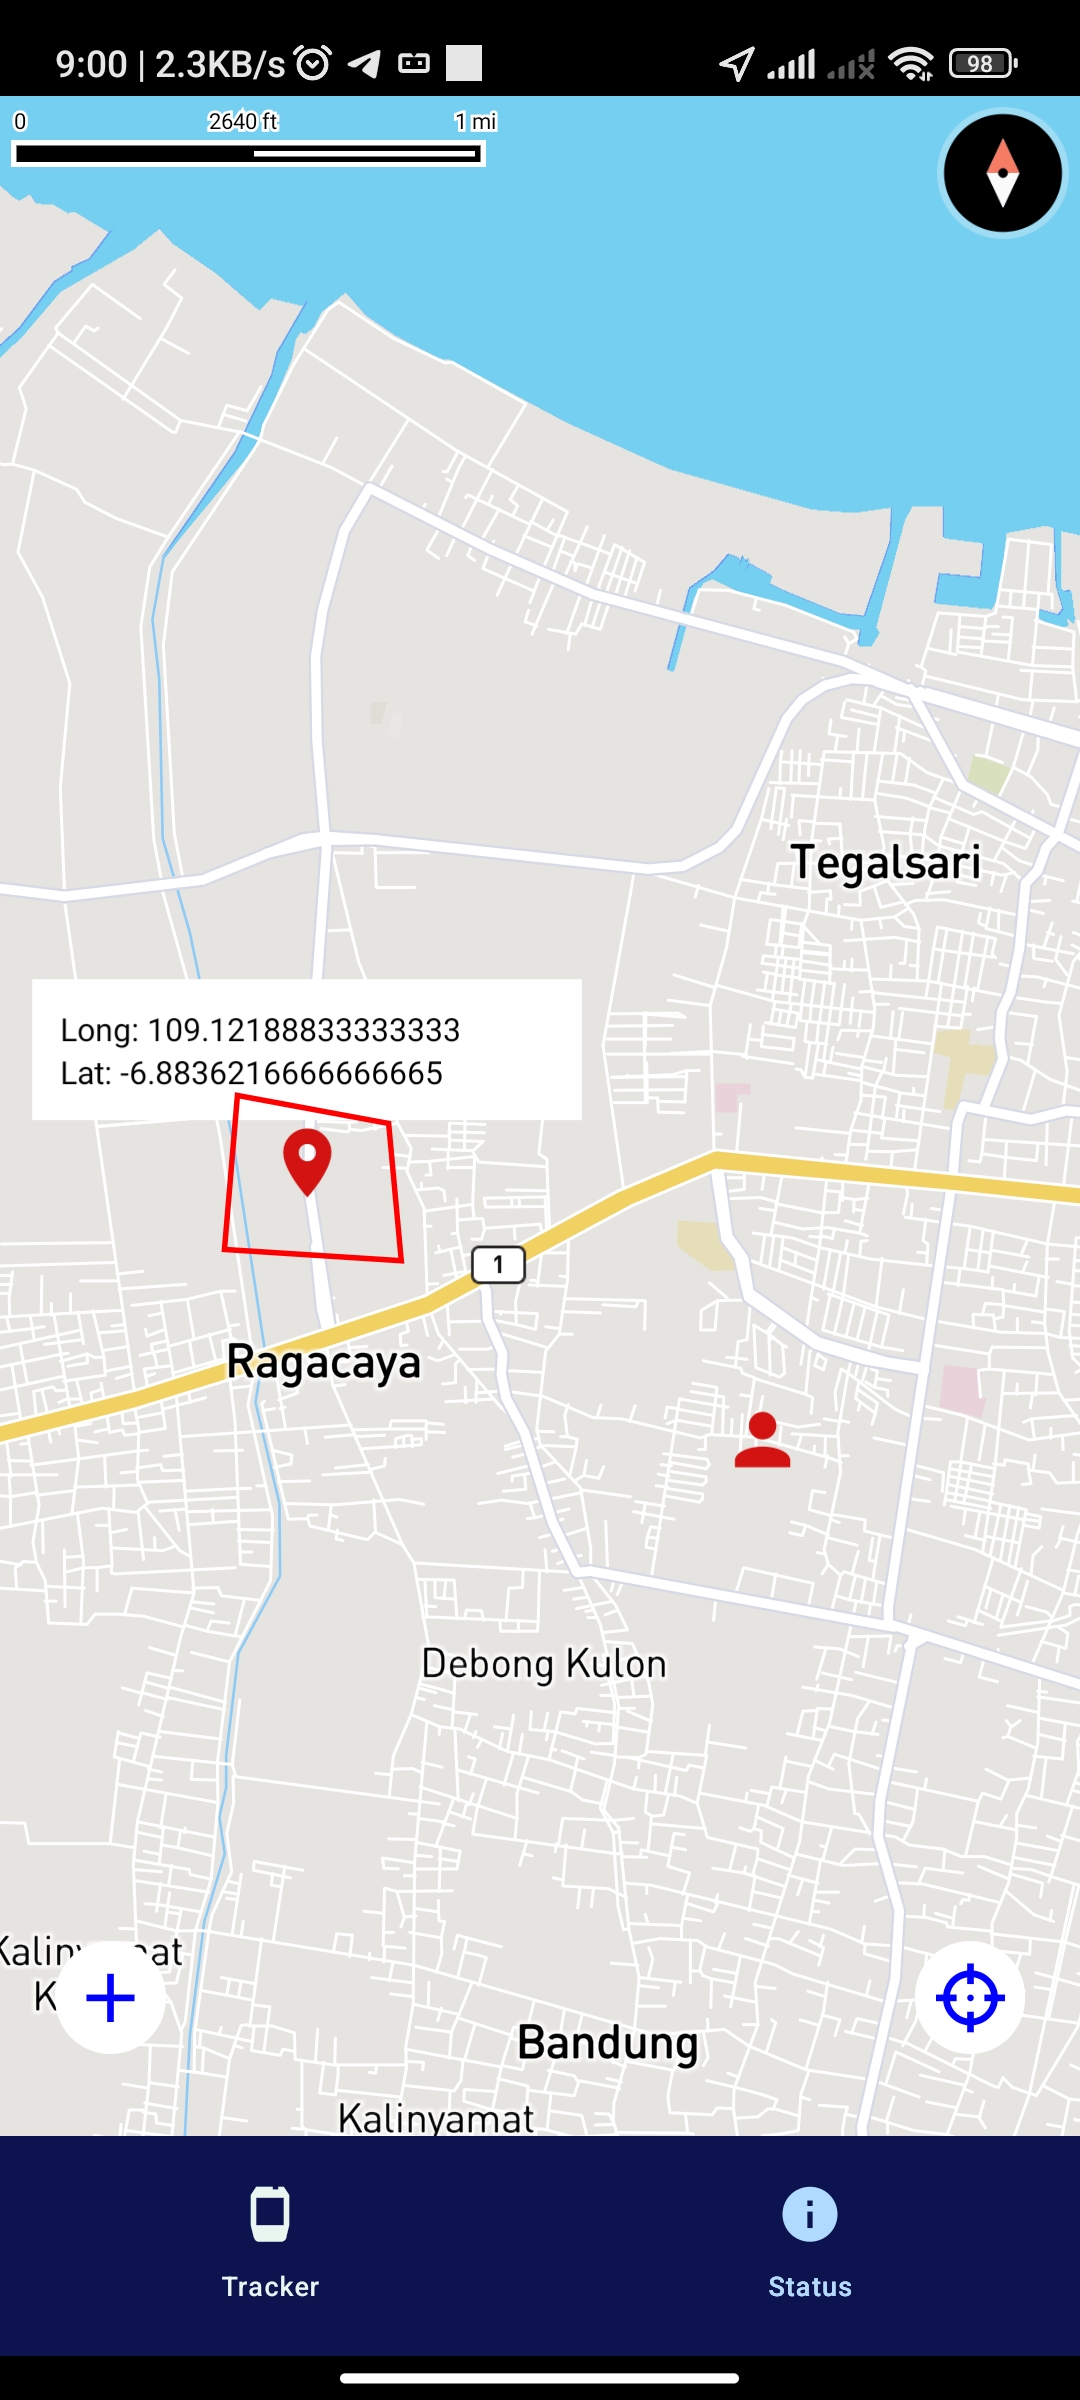 9:00 | 2.3KB/s
98
0 2640 ft 1 mi
Tegalsari
Long: 109.12188833333333
Lat: -6.8836216666666665
1
Ragacaya
Debong Kulon
Bandung
Kalinyamat
Tracker Status